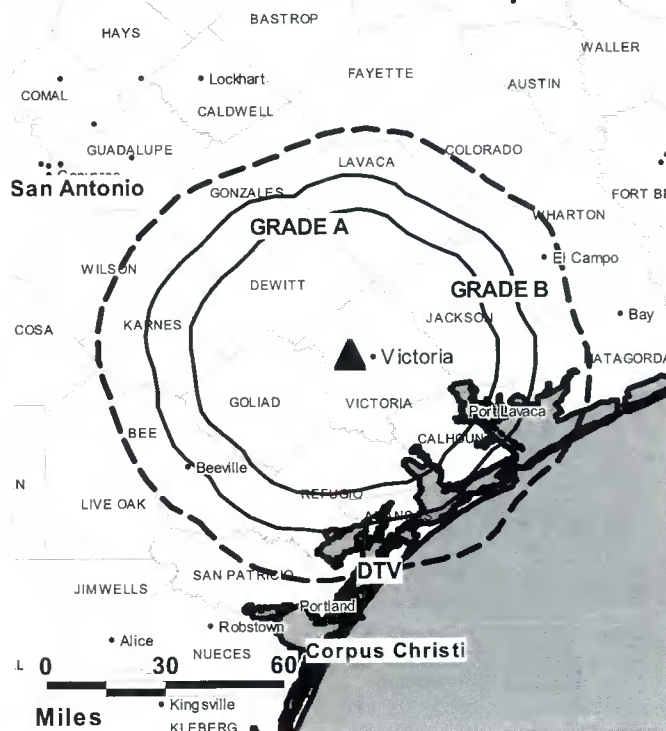 BASTROP
HAYS
WALLER
Lockhart
FAYETTE
AUSTIN
COMAL
CALDWELL
GUADALUPE
COLORADO
LAVACA
San Antonio
GONZALES
FORT BE
WHARTON
GRADE A
El Campo
WILSON
DEWITT
GRADE B
Bay
JACKSON
COSA
KARNES
Victoria
ATAGORDA
GOLIAD
VICTORIA
Port Lavaca
BEE
CALHOUN
Beeville
N
REFUGIO
LIVE OAK
DTV
SAN PATRICIO
JIMWELLS
Portland
Robstown
Alice
Corpus Christi
NUECES
L 0 30 60
Kingsville
Miles
KLEBERG